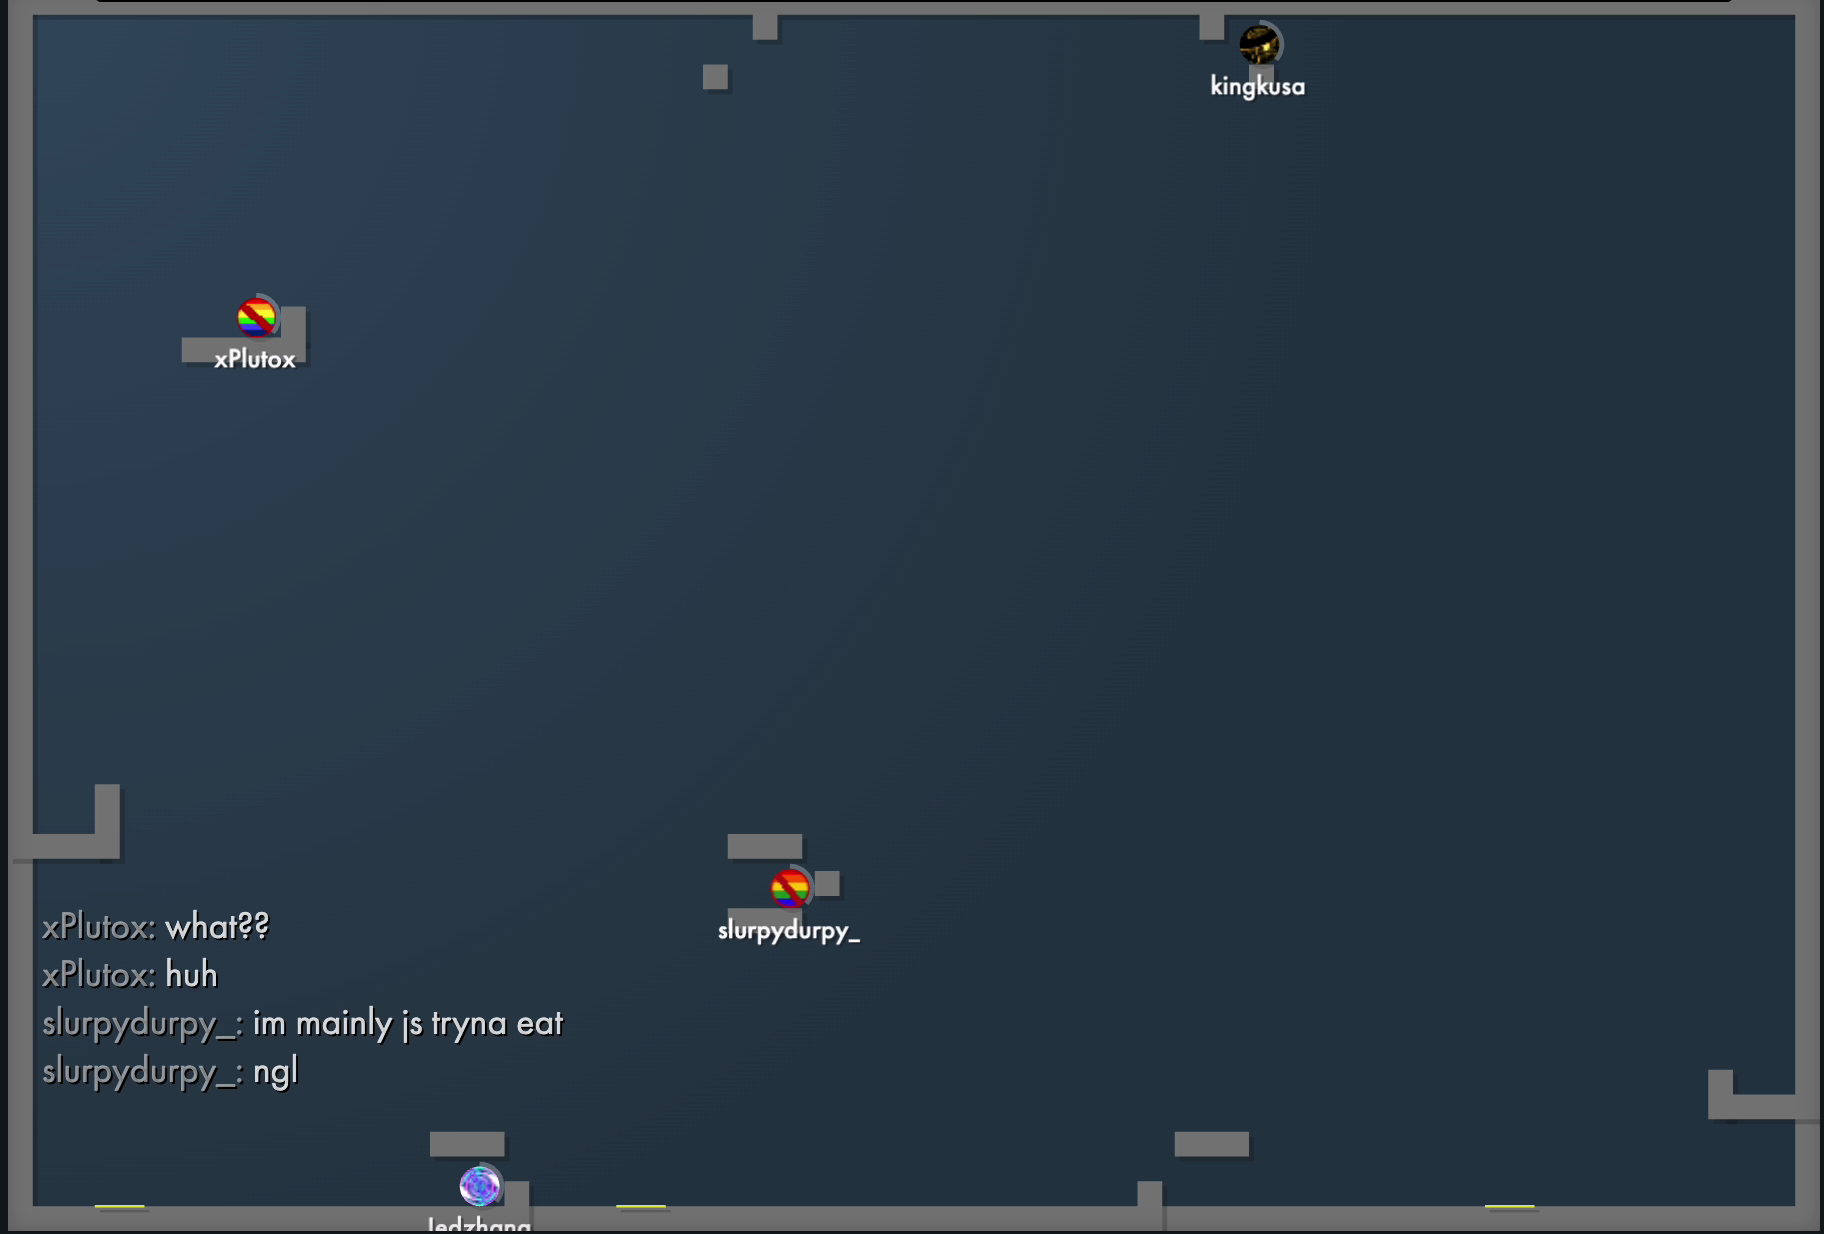 kingkusa
xPlutox
slurpydurpy_
xPlutox: what??
xPlutox: huh
slurpydurpy_: im mainly js tryna eat
slurpydurpy_: ngl